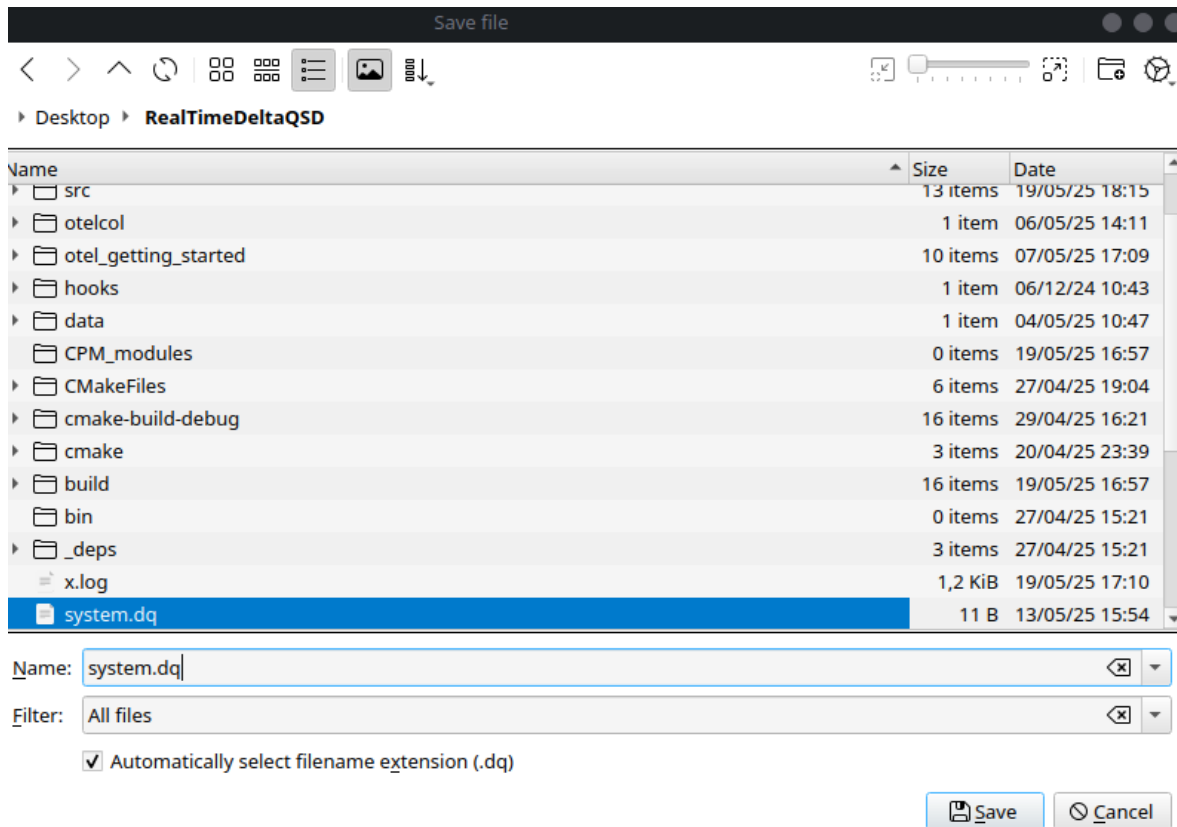 Save file
Desktop RealTimeDeltaQSD
Name Size Date
src 13 items 19/05/25 18:15
otelcol 1 item 06/05/25 14:11
otel_getting_started 10 items 07/05/25 17:09
hooks 1 item 06/12/24 10:43
data 1 item 04/05/25 10:47
CPM_modules 0 items 19/05/25 16:57
CMakeFiles 6 items 27/04/25 19:04
cmake-build-debug 16 items 29/04/25 16:21
cmake 3 items 20/04/25 23:39
build 16 items 19/05/25 16:57
bin 0 items 27/04/25 15:21
_deps 3 items 27/04/25 15:21
x.log 1,2 KiB 19/05/25 17:10
system.dq 11 B 13/05/25 15:54
Name: system.dq
Filter: All files
Automatically select filename extension (.dq)
Save Cancel